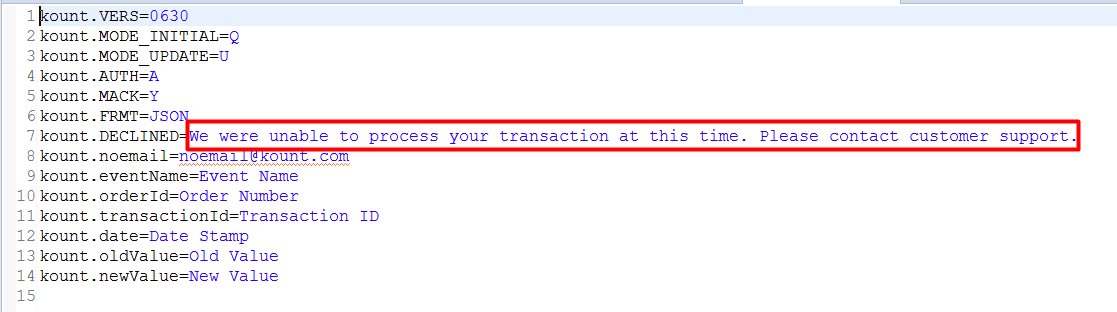 1 kount.VERS=0630
2 kount.MODE_INITIAL=Q
3 kount.MODE_UPDATE=U
4 kount.AUTH=A
5 kount.MACK=Y
6 kount.FRMT=JSON
7 kount.DECLINED=We were unable to process your transaction at this time. Please contact customer support.
8 kount.noemail=noemail@kount.com
9 kount.eventName=Event Name
10 kount.orderId=Order Number
11 kount.transactionId=Transaction ID
12 kount.date=Date Stamp
13 kount.oldValue=Old Value
14 kount.newValue=New Value
15